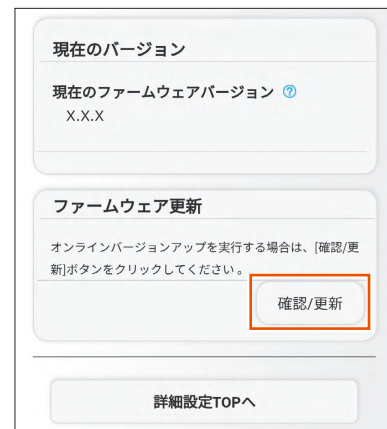 現在のバージョン
現在のファームウェアバージョン ?
X.X.X
ファームウェア更新
オンラインバージョンアップを実行する場合は、[確認/更
新]ボタンをクリックしてください。
確認/更新
詳細設定TOPへ